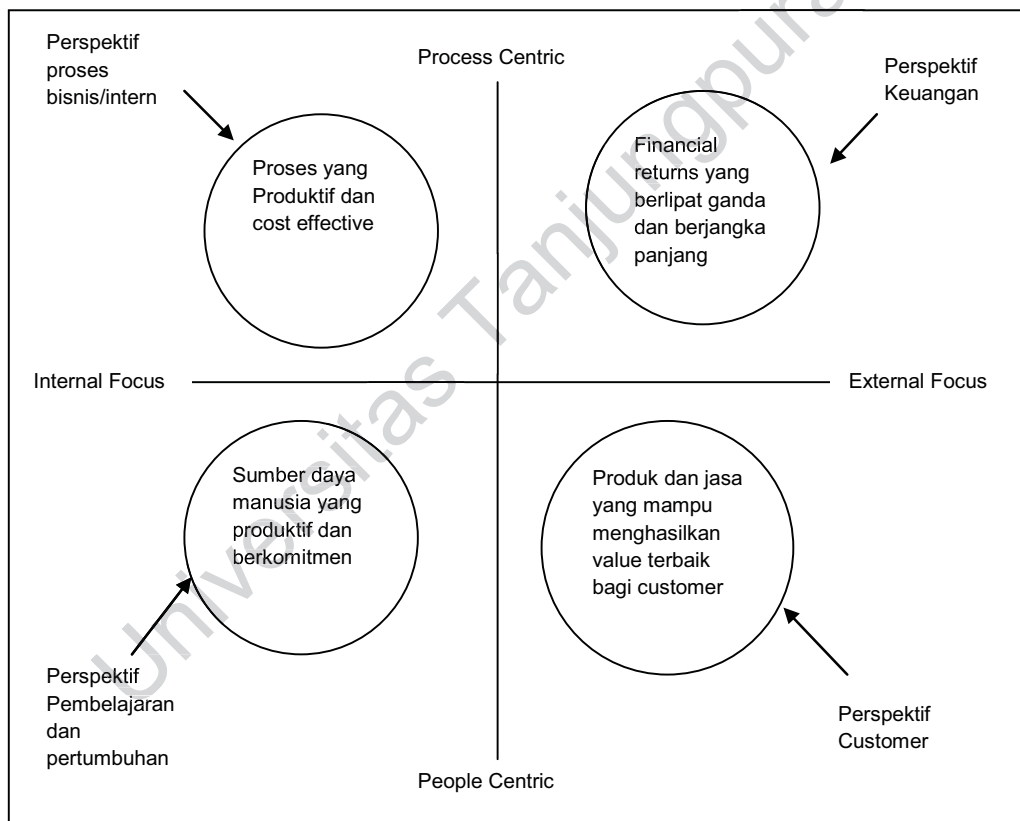 Perspektif
proses
bisnis/intern
Process Centric
Perspektif
Keuangan
Proses yang
Produktif dan
cost effective
Financial
returns yang
berlipat ganda
dan berjangka
panjang
Internal Focus
External Focus
Sumber daya
manusia yang
produktif dan
berkomitmen
Produk dan jasa
yang mampu
menghasilkan
value terbaik
bagi customer
Perspektif
Pembelajaran
dan
pertumbuhan
Perspektif
Customer
People Centric
Universitas Tanjungpura